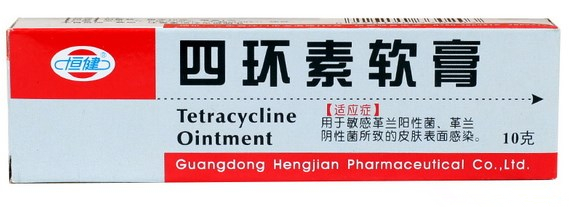 恒健
四环素软膏
Tetracycline
Ointment
【适应症】
用于敏感革兰阳性菌、革兰
阴性菌所致的皮肤表面感染。
10克
Guangdong Hengjian Pharmaceutical Co.,Ltd.